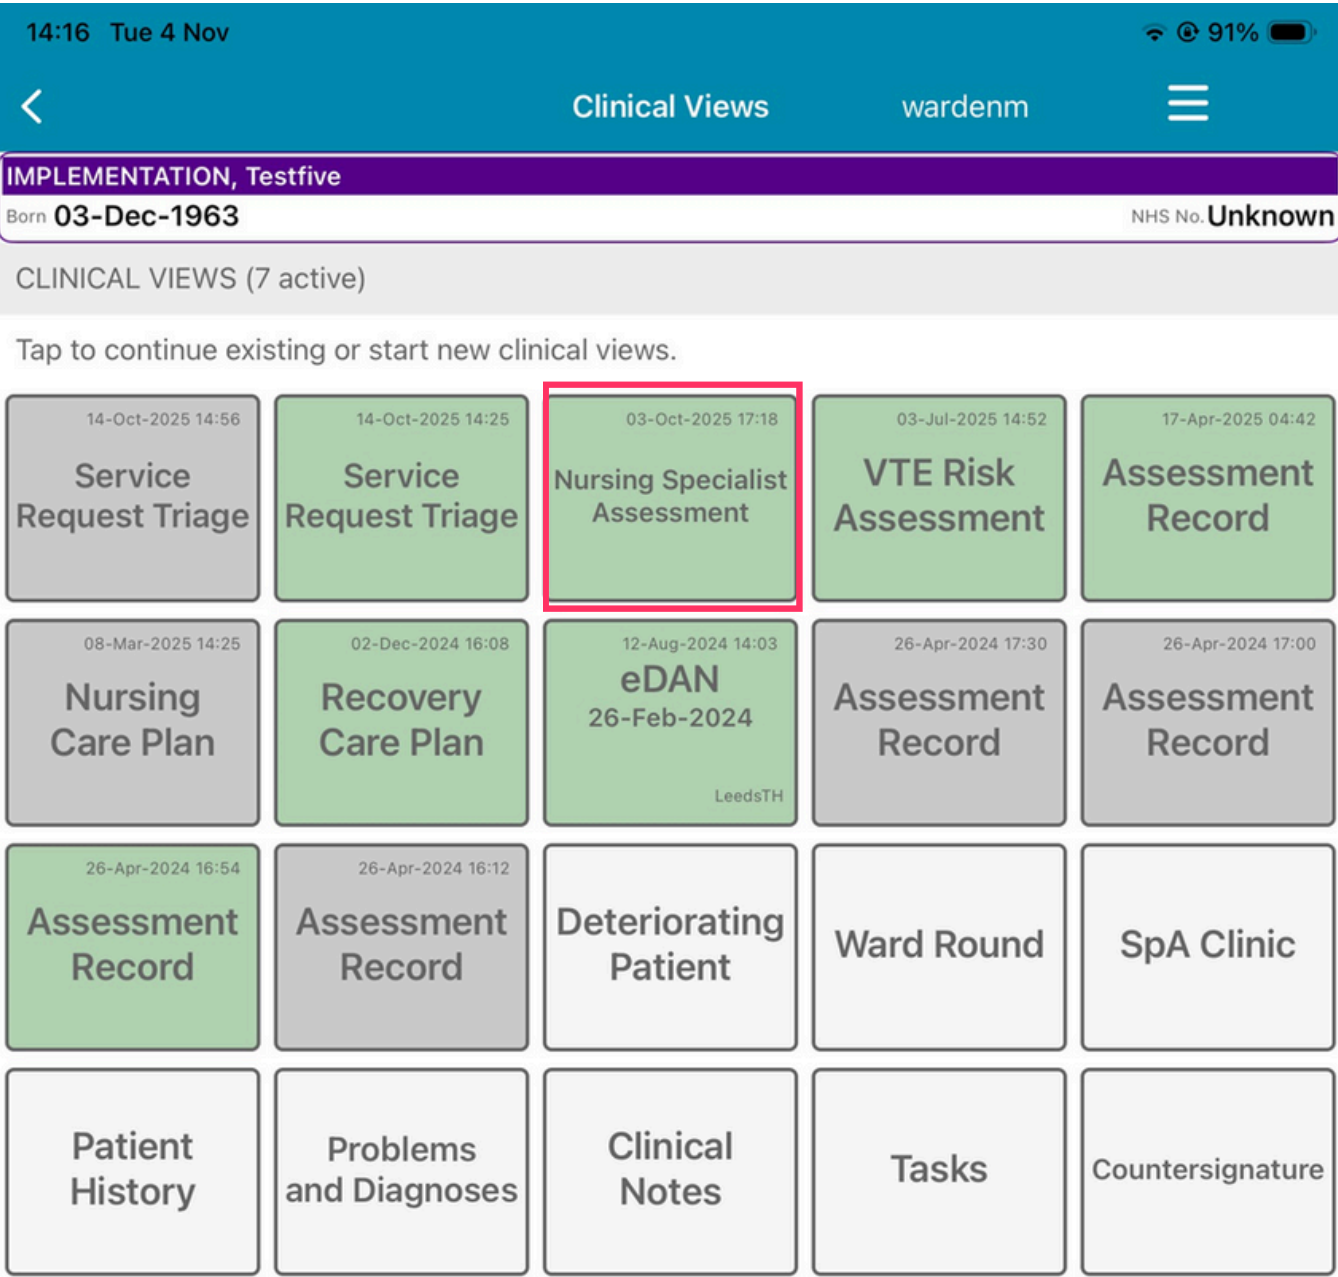 14:16 Tue 4 Nov
91%
Clinical Views
wardenm
IMPLEMENTATION, Testfive
Born 03-Dec-1963
NHS No. Unknown
CLINICAL VIEWS (7 active)
Tap to continue existing or start new clinical views.
14-Oct-2025 14:56
Service
Request Triage
14-Oct-2025 14:25
Service
Request Triage
03-Oct-2025 17:18
Nursing Specialist
Assessment
03-Jul-2025 14:52
VTE Risk
Assessment
17-Apr-2025 04:42
Assessment
Record
08-Mar-2025 14:25
Nursing
Care Plan
02-Dec-2024 16:08
Recovery
Care Plan
12-Aug-2024 14:03
eDAN
26-Feb-2024
LeedsTH
26-Apr-2024 17:30
Assessment
Record
26-Apr-2024 17:00
Assessment
Record
26-Apr-2024 16:54
Assessment
Record
26-Apr-2024 16:12
Assessment
Record
Deteriorating
Patient
Ward Round
SpA Clinic
Patient
History
Problems
and Diagnoses
Clinical
Notes
Tasks
Countersignature